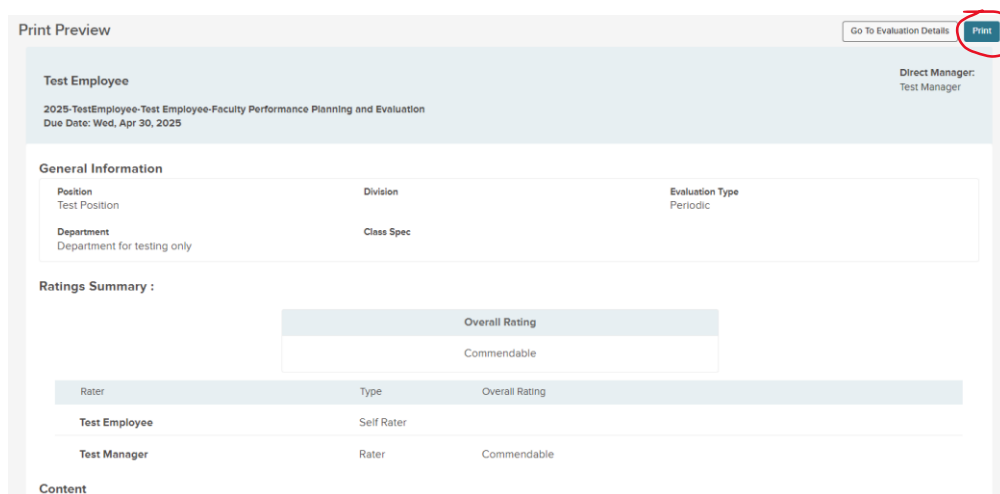 Print Preview
Go To Evaluation Details
Print
Test Employee
Direct Manager:
Test Manager
2025-TestEmployee-Test Employee-Faculty Performance Planning and Evaluation
Due Date: Wed, Apr 30, 2025
General Information
Position
Division
Evaluation Type
Test Position
Periodic
Department
Class Spec
Department for testing only
Ratings Summary :
Overall Rating
Commendable
Rater Type Overall Rating
Test Employee Self Rater
Test Manager Rater Commendable
Content